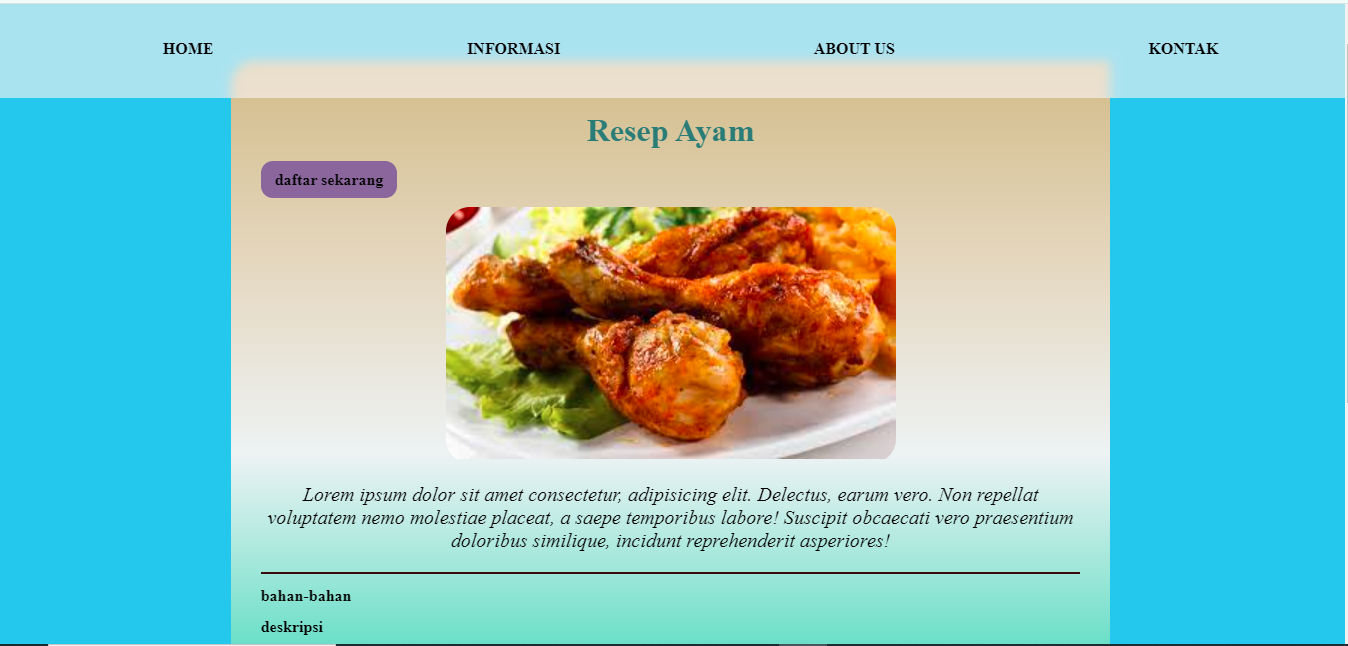 HOME INFORMASI ABOUT US KONTAK
Resep Ayam
daftar sekarang
Lorem ipsum dolor sit amet consectetur, adipisicing elit. Delectus, earum vero. Non repellat
voluptatem nemo molestiae placeat, a saepe temporibus labore! Suscipit obcaecati vero praesentium
doloribus similique, incidunt reprehenderit asperiores!
bahan-bahan
deskripsi